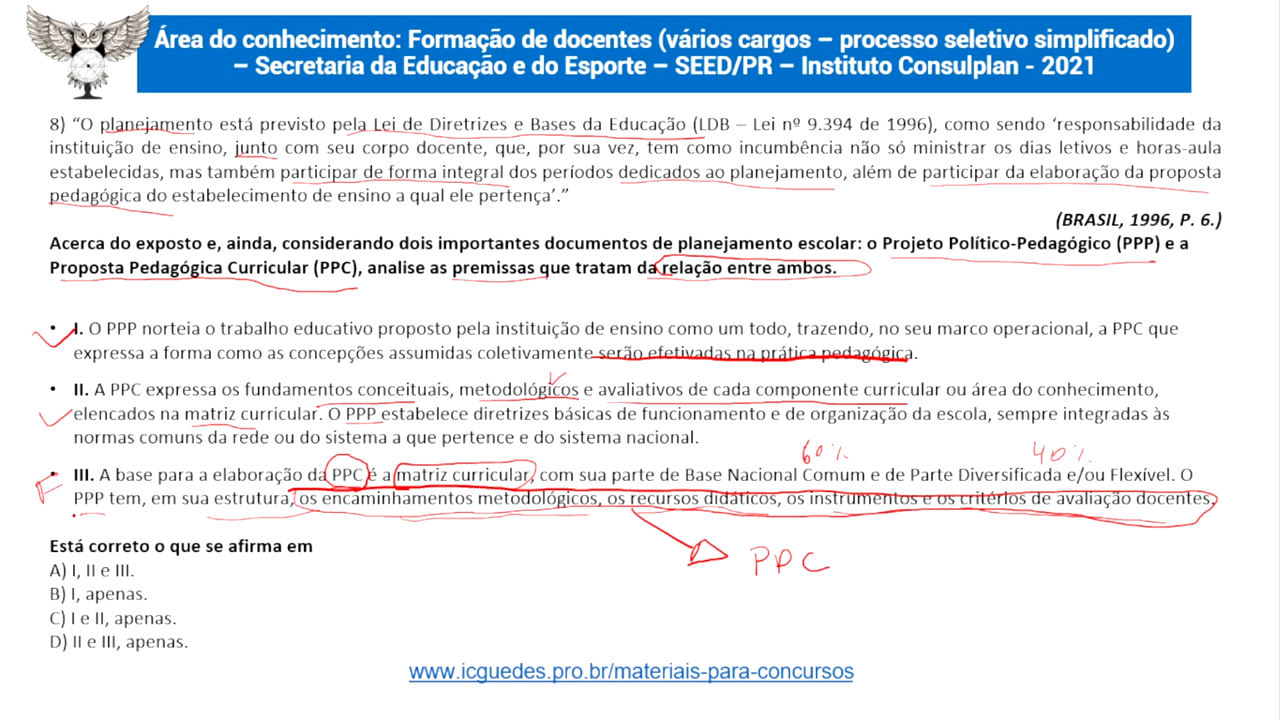 Área do conhecimento: Formação de docentes (vários cargos – processo seletivo simplificado)
– Secretaria da Educação e do Esporte – SEED/PR – Instituto Consulplan - 2021
8) “O planejamento está previsto pela Lei de Diretrizes e Bases da Educação (LDB – Lei nº 9.394 de 1996), como sendo ‘responsabilidade da
instituição de ensino, junto com seu corpo docente, que, por sua vez, tem como incumbência não só ministrar os dias letivos e horas-aula
estabelecidas, mas também participar de forma integral dos períodos dedicados ao planejamento, além de participar da elaboração da proposta
pedagógica do estabelecimento de ensino a qual ele pertença’.”
(BRASIL, 1996, P. 6.)
Acerca do exposto e, ainda, considerando dois importantes documentos de planejamento escolar: o Projeto Político-Pedagógico (PPP) e a
Proposta Pedagógica Curricular (PPC), analise as premissas que tratam da relação entre ambos.
• I. O PPP norteia o trabalho educativo proposto pela instituição de ensino como um todo, trazendo, no seu marco operacional, a PPC que
expressa a forma como as concepções assumidas coletivamente serão efetivadas na prática pedagógica.
• II. A PPC expressa os fundamentos conceituais, metodológicos e avaliativos de cada componente curricular ou área do conhecimento,
elencados na matriz curricular. O PPP estabelece diretrizes básicas de funcionamento e de organização da escola, sempre integradas às
normas comuns da rede ou do sistema a que pertence e do sistema nacional.
60% 40%
F • III. A base para a elaboração da PPC é a matriz curricular, com sua parte de Base Nacional Comum e de Parte Diversificada e/ou Flexível. O
PPP tem, em sua estrutura, os encaminhamentos metodológicos, os recursos didáticos, os instrumentos e os critérios de avaliação docentes.
Está correto o que se afirma em
PPC
A) I, II e III.
B) I, apenas.
C) I e II, apenas.
D) II e III, apenas.
www.icguedes.pro.br/materiais-para-concursos